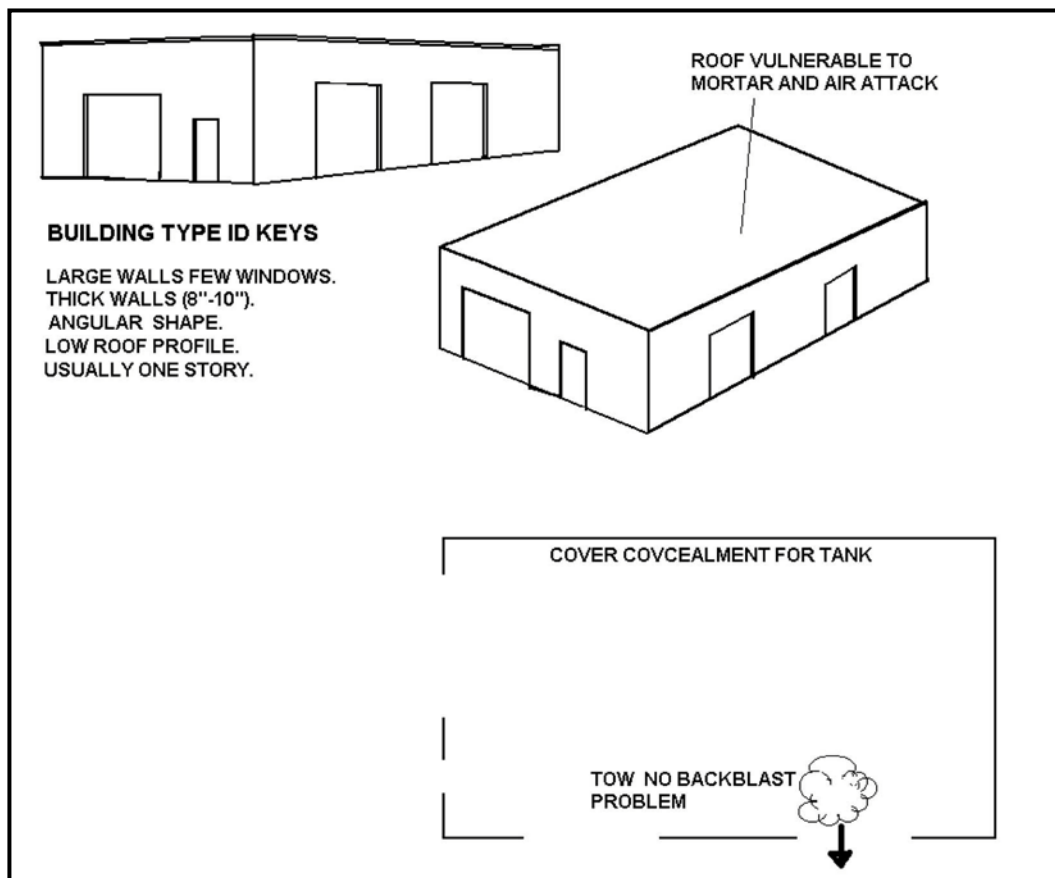 ROOF VULNERABLE TO
MORTAR AND AIR ATTACK
BUILDING TYPE ID KEYS
LARGE WALLS FEW WINDOWS.
THICK WALLS (8"-10").
ANGULAR SHAPE.
LOW ROOF PROFILE.
USUALLY ONE STORY.
COVER COVCEALMENT FOR TANK
TOW NO BACKBLAST
PROBLEM